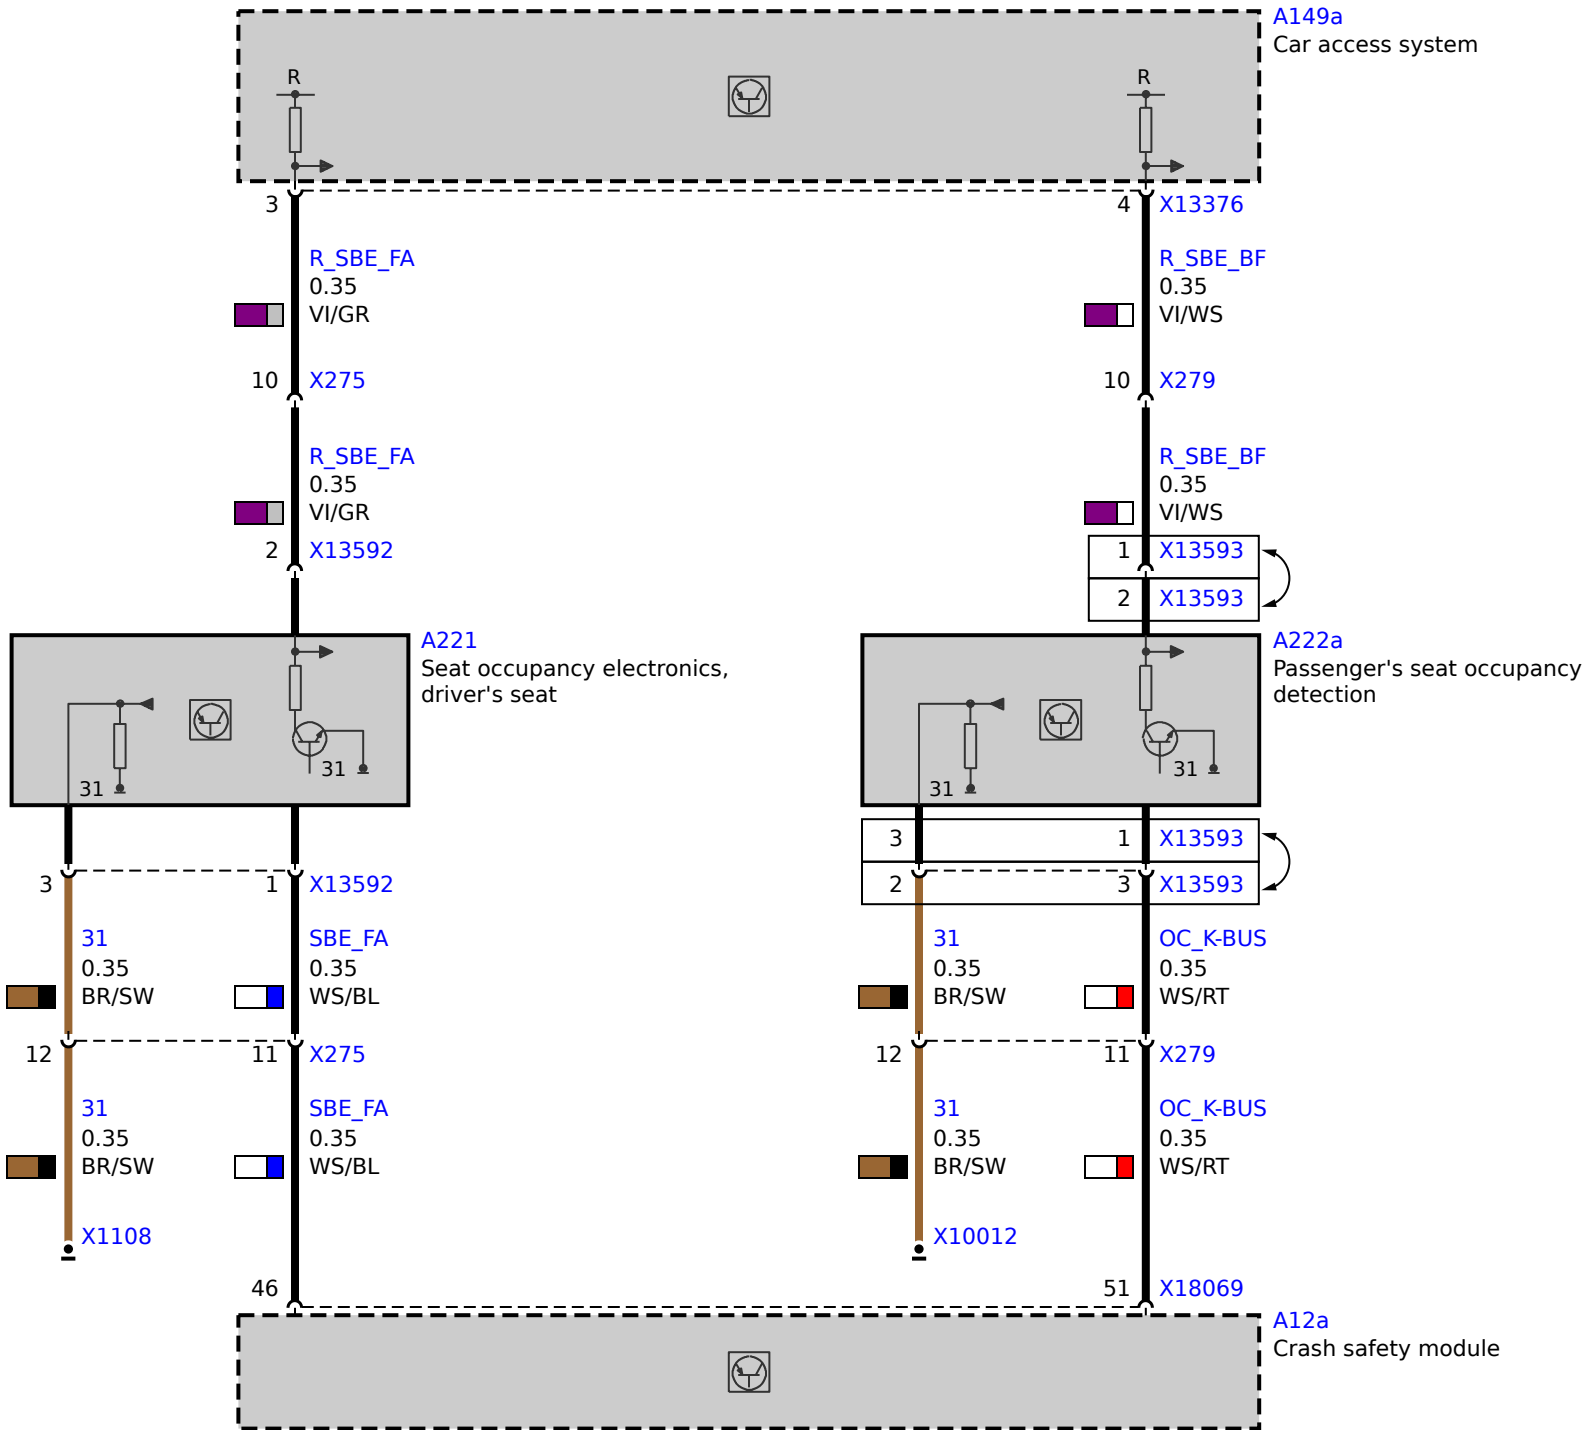 A149a
Car access system
R
R
3
4 X13376
R_SBE_FA
0.35
VI/GR
R_SBE_BF
0.35
VI/WS
10 X275
10 X279
R_SBE_FA
0.35
VI/GR
R_SBE_BF
0.35
VI/WS
2 X13592
1 X13593
2 X13593
A221
Seat occupancy electronics,
driver's seat
31
31
A222a
Passenger's seat occupancy
detection
31
31
3 1 X13593
3 1 X13592
2 3 X13593
31
0.35
BR/SW
SBE_FA
0.35
WS/BL
31
0.35
BR/SW
OC_K-BUS
0.35
WS/RT
12 11 X275
12 11 X279
31
0.35
BR/SW
SBE_FA
0.35
WS/BL
31
0.35
BR/SW
OC_K-BUS
0.35
WS/RT
X1108
X10012
46
51 X18069
A12a
Crash safety module